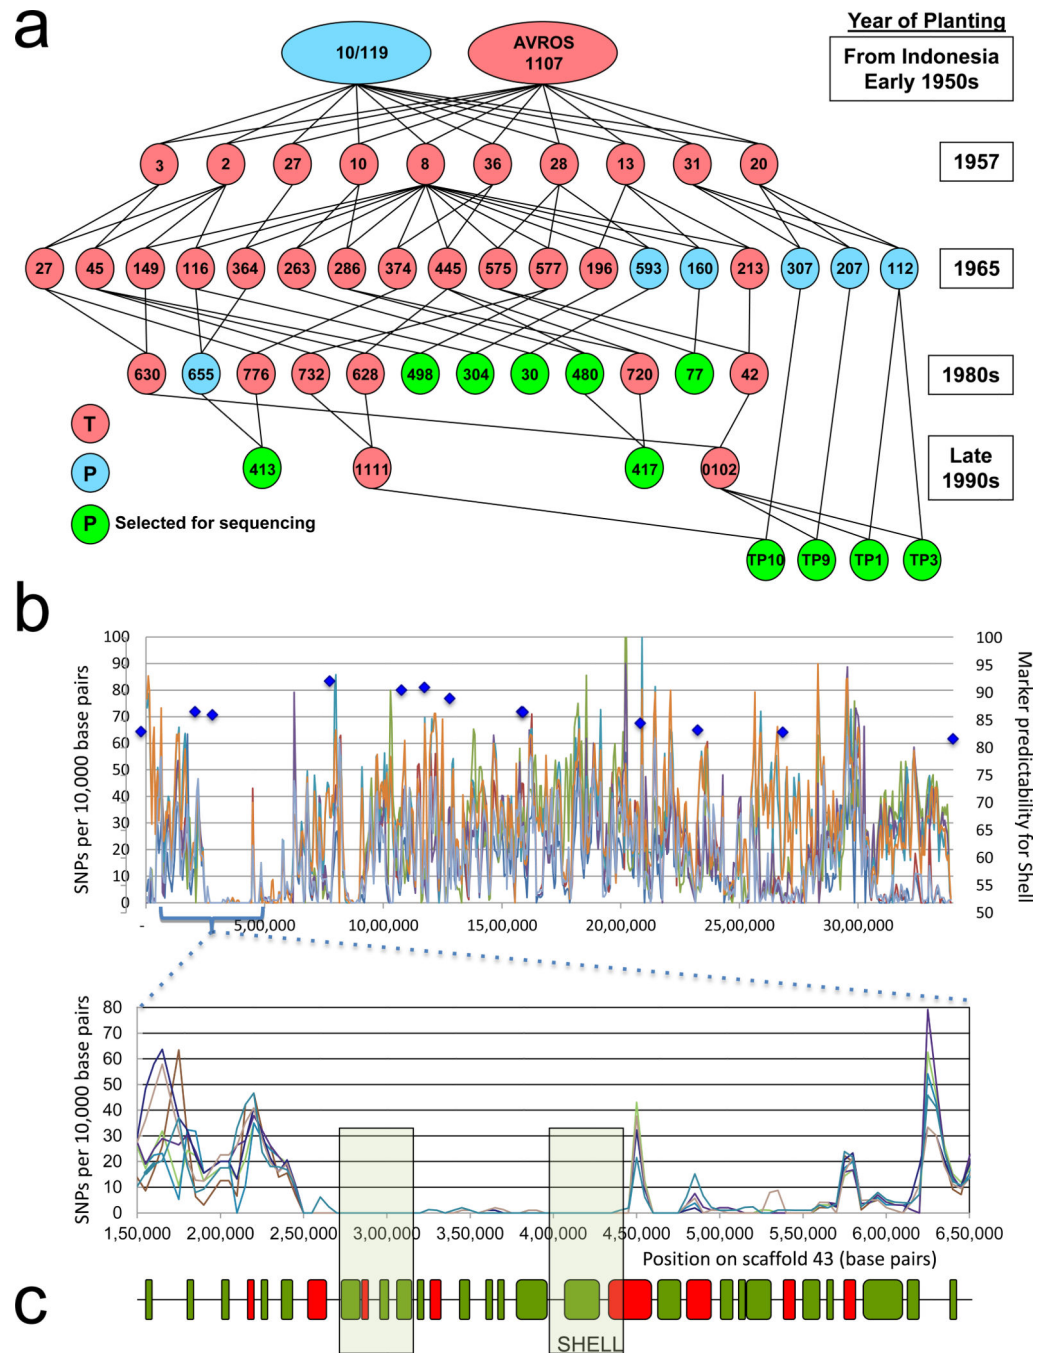 a
10/119
AVROS
1107
Year of Planting
From Indonesia
Early 1950s
3 2 27 10 8 36 28 13 31 20
1957
27 45 149 116 364 263 286 374 445 575 577 196 593 160 213 307 207 112
1965
630 655 776 732 628 498 304 30 480 720 77 42
1980s
T
P
P Selected for sequencing
413 1111 417 0102
Late
1990s
TP10 TP9 TP1 TP3
b
SNPs per 10,000 base pairs
100
90
80
70
60
50
40
30
20
10
0
Marker predictability for Shell
100
95
90
85
80
75
70
65
60
55
50
- 5,00,000 10,00,000 15,00,000 20,00,000 25,00,000 30,00,000
SNPs per 10,000 base pairs
80
70
60
50
40
30
20
10
0
1,50,000 2,00,000 2,50,000 3,00,000 3,50,000 4,00,000 4,50,000 5,00,000 5,50,000 6,00,000 6,50,000
Position on scaffold 43 (base pairs)
c
SHELL